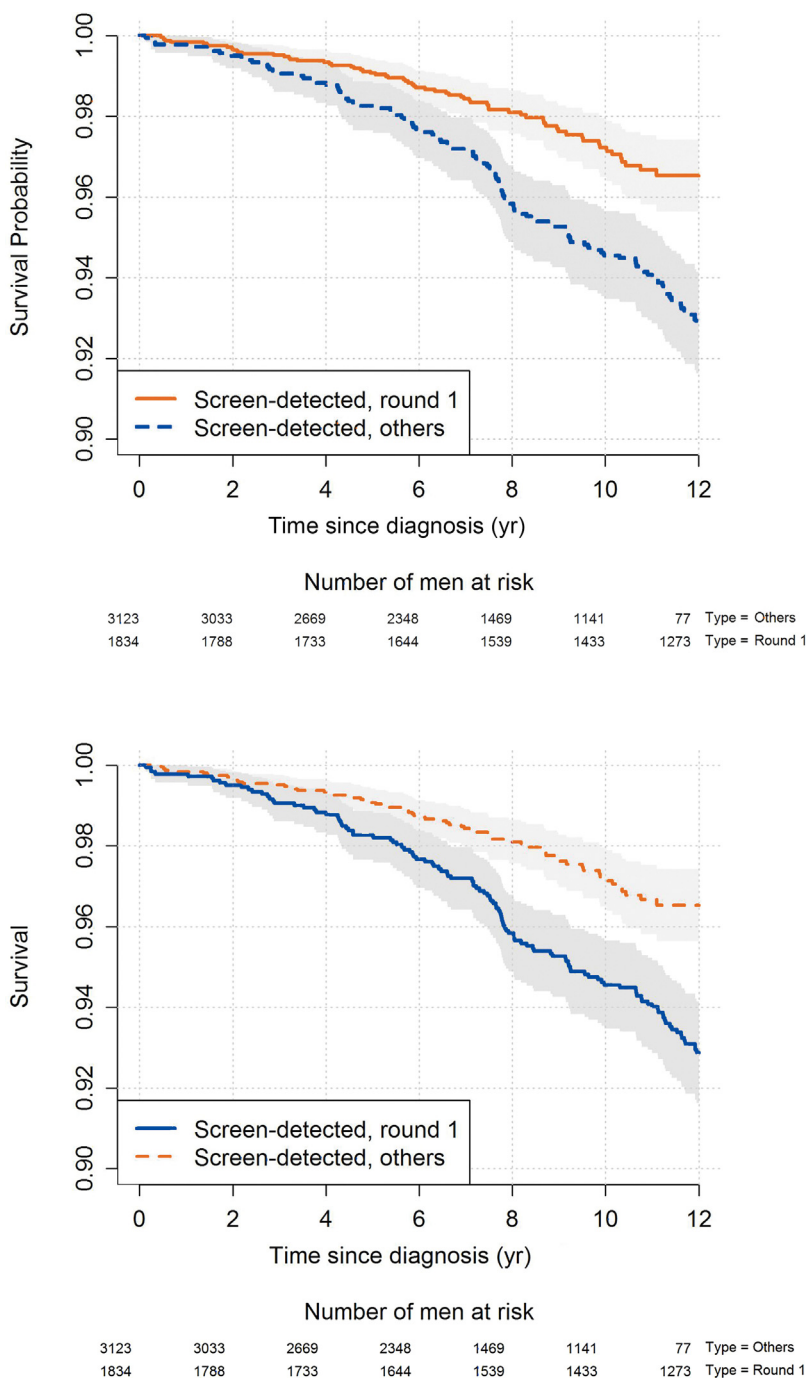 1.00
0.98
0.96
0.94
0.92
0.90
Survival Probability
Screen-detected, round 1
Screen-detected, others
0 2 4 6 8 10 12
Time since diagnosis (yr)
Number of men at risk
3123 3033 2669 2348 1469 1141 77 Type = Others
1834 1788 1733 1644 1539 1433 1273 Type = Round 1
1.00
0.98
0.96
0.94
0.92
0.90
Survival
Screen-detected, round 1
Screen-detected, others
0 2 4 6 8 10 12
Time since diagnosis (yr)
Number of men at risk
3123 3033 2669 2348 1469 1141 77 Type = Others
1834 1788 1733 1644 1539 1433 1273 Type = Round 1